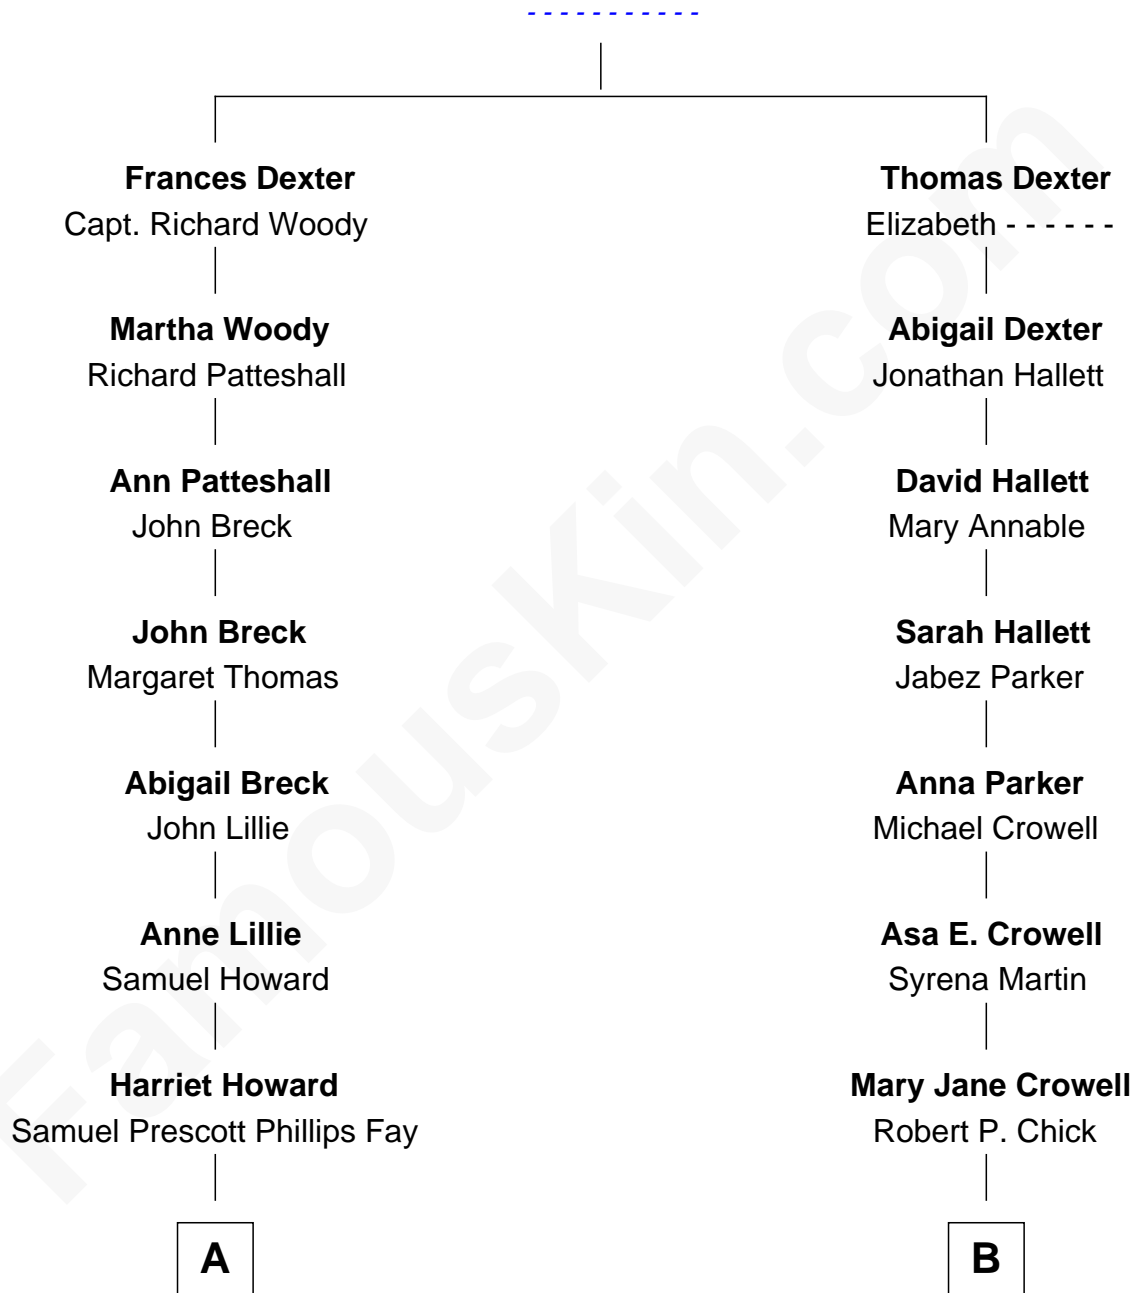 - - - - - - - - - - -
Frances Dexter
Capt. Richard Woody
Thomas Dexter
Elizabeth - - - - - -
Martha Woody
Richard Patteshall
Abigail Dexter
Jonathan Hallett
Ann Patteshall
John Breck
David Hallett
Mary Annable
John Breck
Margaret Thomas
Sarah Hallett
Jabez Parker
Abigail Breck
John Lillie
Anna Parker
Michael Crowell
Anne Lillie
Samuel Howard
Asa E. Crowell
Syrena Martin
Harriet Howard
Samuel Prescott Phillips Fay
Mary Jane Crowell
Robert P. Chick
A
B
FamousKin.com